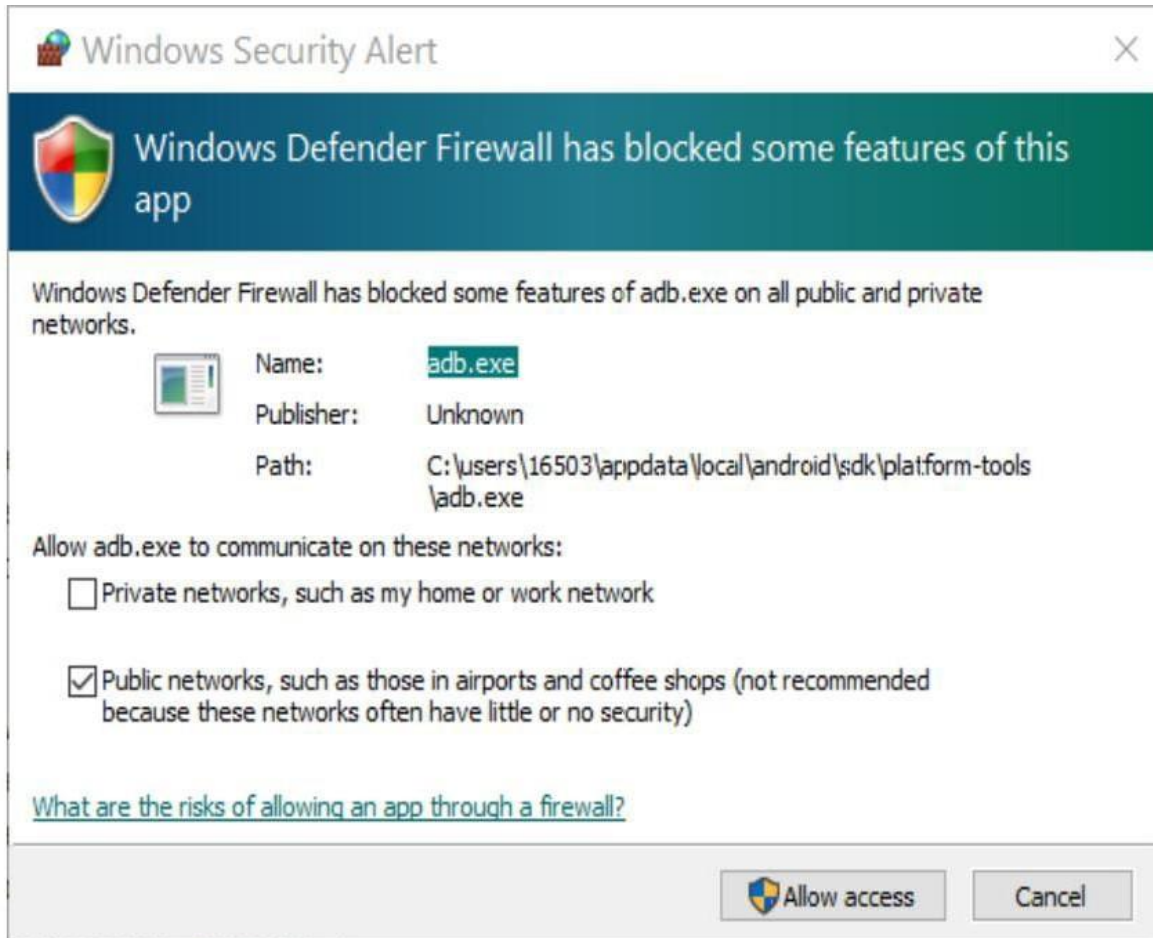 Windows Security Alert
Windows Defender Firewall has blocked some features of this
app
Windows Defender Firewall has blocked some features of adb.exe on all public and private
networks.
Name: adb.exe
Publisher: Unknown
Path: C:\users\16503\appdata\local\android\sdk\platform-tools
\adb.exe
Allow adb.exe to communicate on these networks:
Private networks, such as my home or work network
Public networks, such as those in airports and coffee shops (not recommended
because these networks often have little or no security)
What are the risks of allowing an app through a firewall?
Allow access Cancel